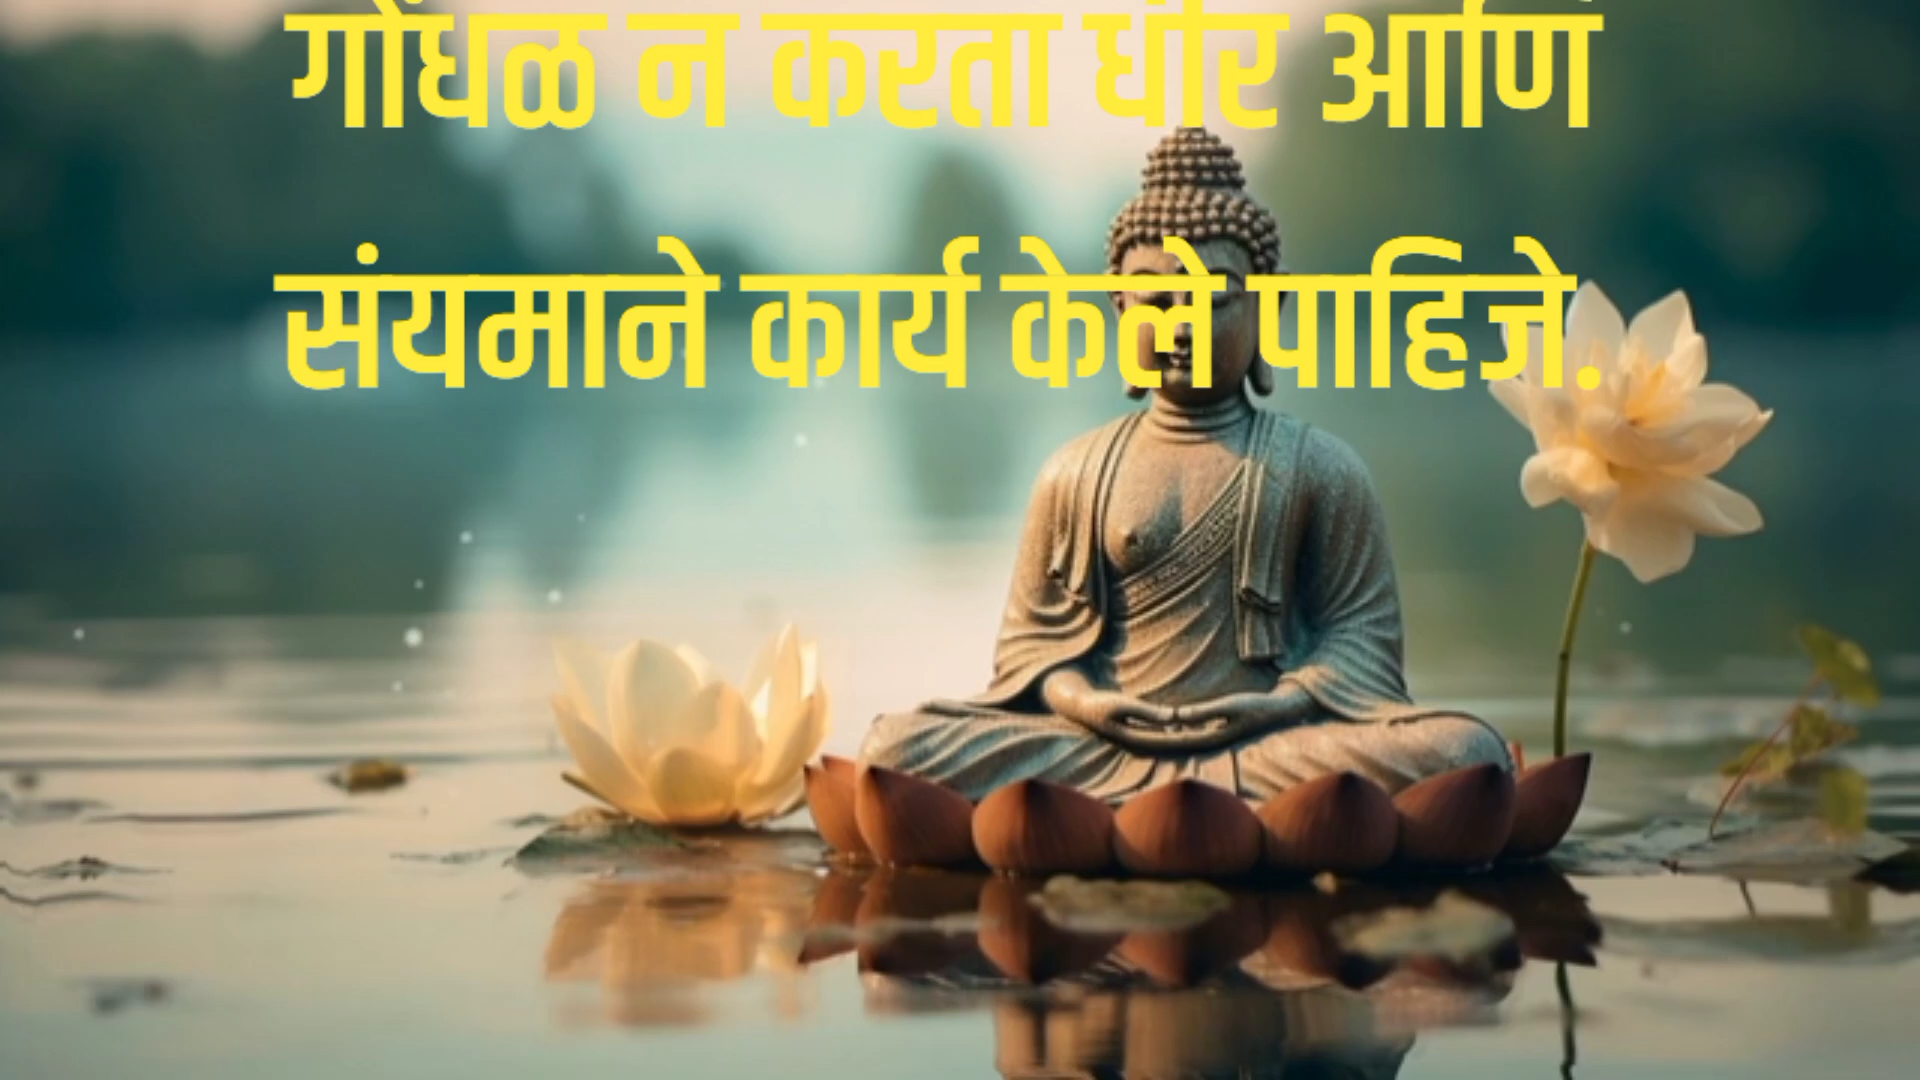 गोंधळ न करता धीर आणि
संयमाने कार्य केले पाहिजे.